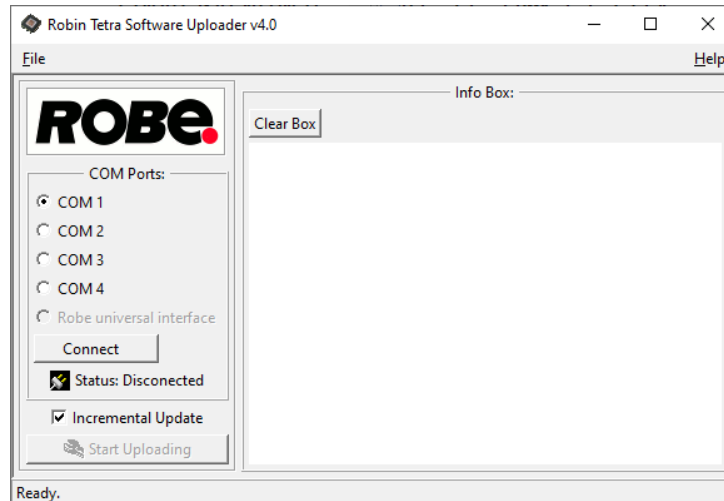 Robin Tetra Software Uploader v4.0
File
Help
ROBe
Info Box:
Clear Box
COM Ports:
COM 1
COM 2
COM 3
COM 4
Robe universal interface
Connect
Status: Disconected
Incremental Update
Start Uploading
Ready.